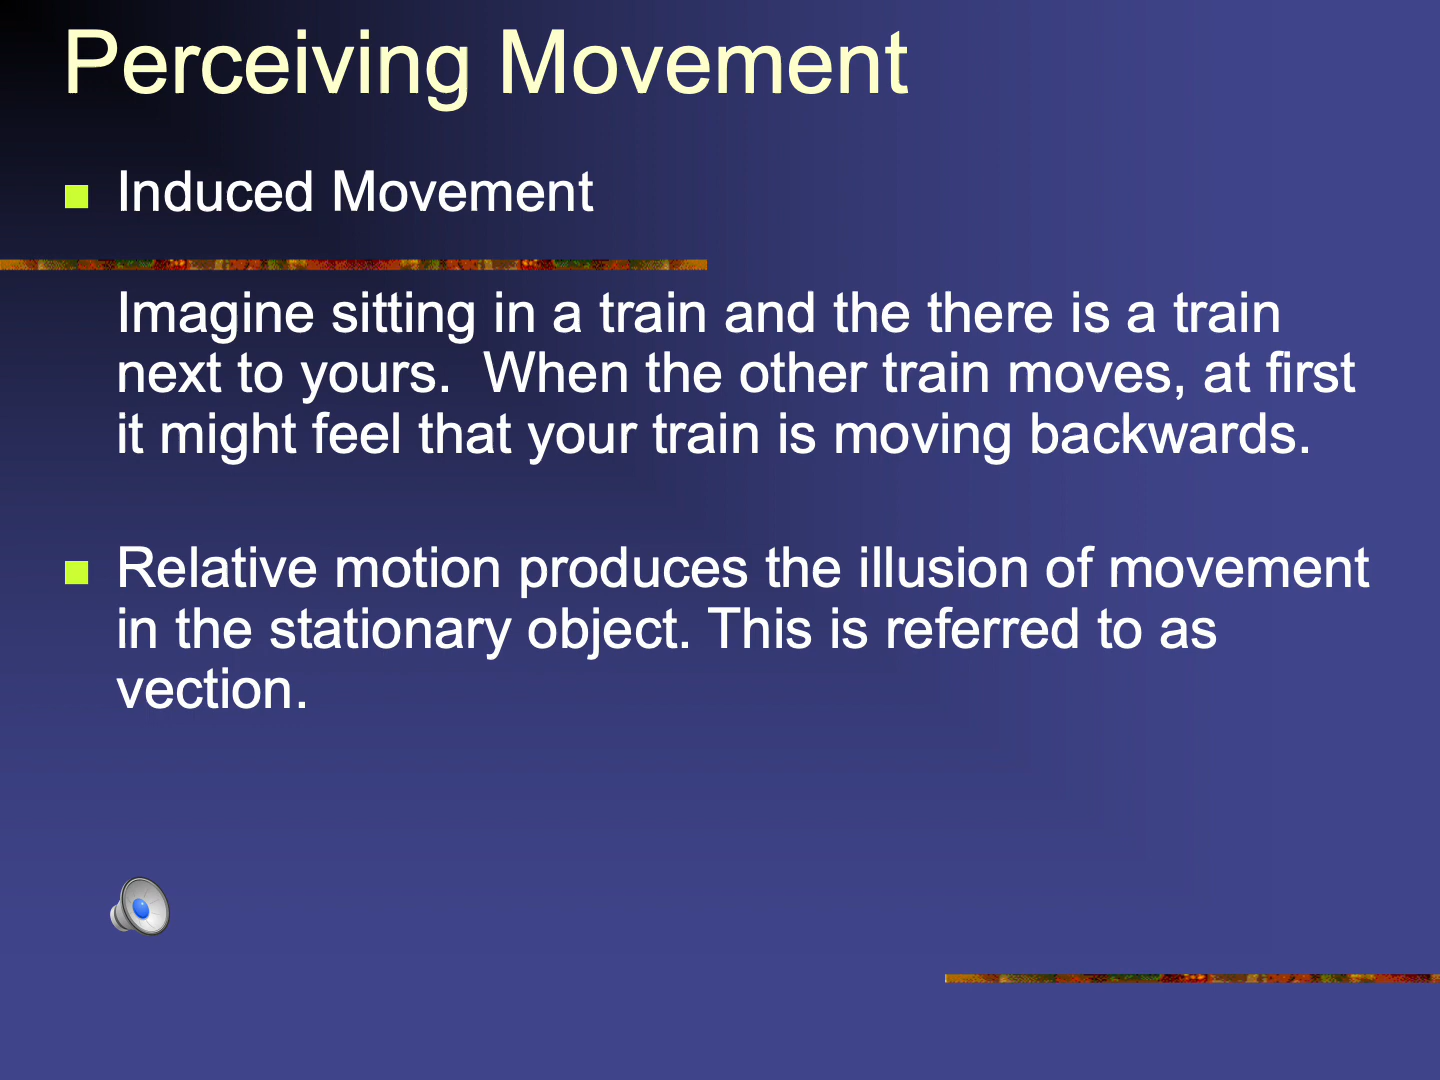 Perceiving Movement
Induced Movement
Imagine sitting in a train and the there is a train
next to yours.  When the other train moves, at first
it might feel that your train is moving backwards.
Relative motion produces the illusion of movement
in the stationary object. This is referred to as
vection.